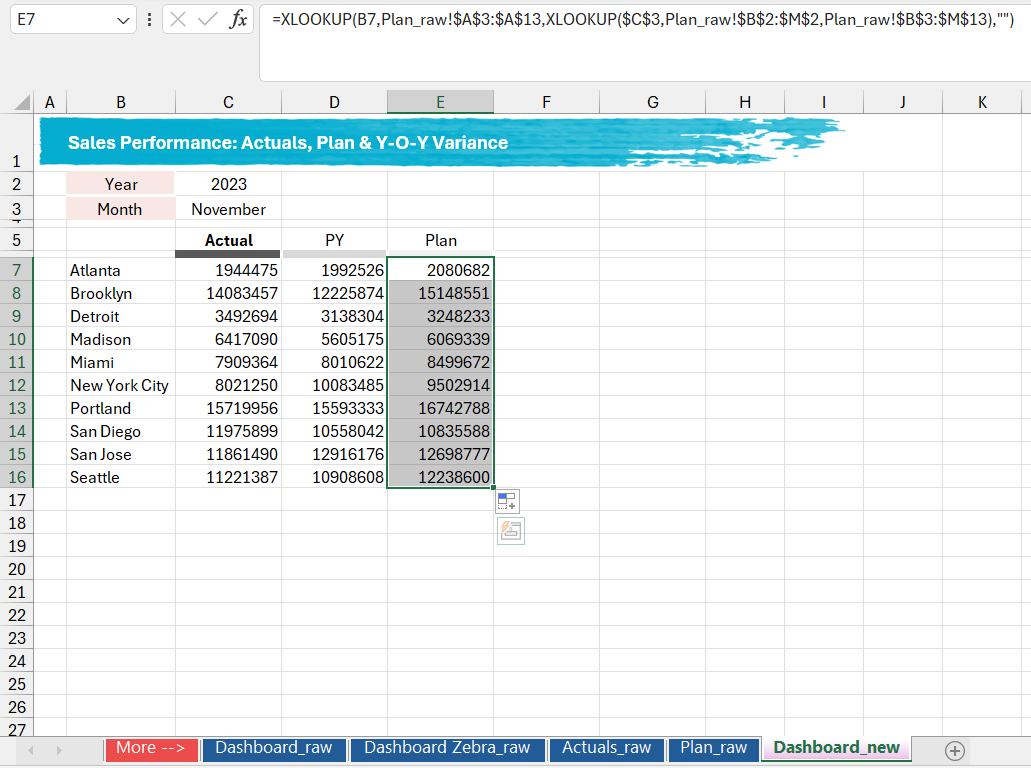 E7 fx =XLOOKUP(B7,Plan_raw!$A$3:$A$13,XLOOKUP($C$3,Plan_raw!$B$2:$M$2,Plan_raw!$B$3:$M$13),"")
A B C D E F G H I J K
1 Sales Performance: Actuals, Plan & Y-O-Y Variance
2 Year 2023
3 Month November
4
5 Actual PY Plan
7 Atlanta 1944475 1992526 2080682
8 Brooklyn 14083457 12225874 15148551
9 Detroit 3492694 3138304 3248233
10 Madison 6417090 5605175 6069339
11 Miami 7909364 8010622 8499672
12 New York City 8021250 10083485 9502914
13 Portland 15719956 15593333 16742788
14 San Diego 11975899 10558042 10835588
15 San Jose 11861490 12916176 12698777
16 Seattle 11221387 10908608 12238600
17
18
19
20
21
22
23
24
25
26
27
More --> Dashboard_raw Dashboard Zebra_raw Actuals_raw Plan_raw Dashboard_new